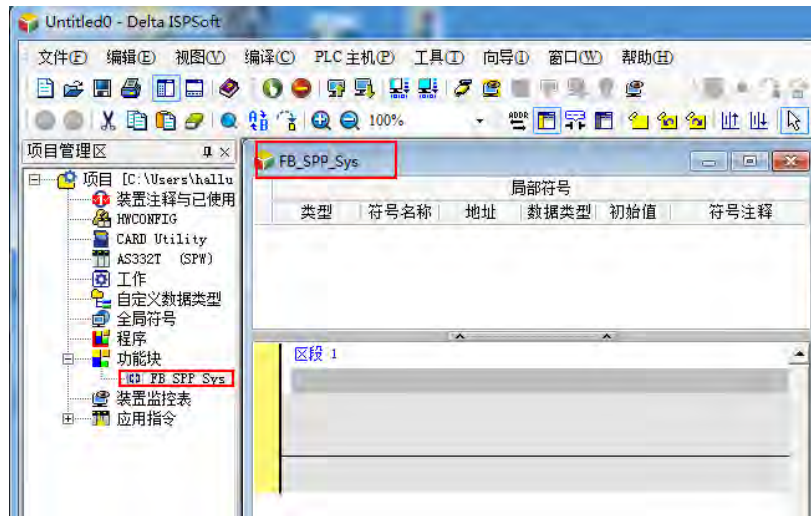 Untitled0 - Delta ISPSoft
文件(F) 编辑(E) 视图(V) 编译(C) PLC 主机(P) 工具(T) 向导(I) 窗口(W) 帮助(H)
100%
ADDR
项目管理区
项目 [C:\Users\hallu
装置注释与已使用
HWCONFIG
CARD Utility
AS332T (SPW)
工作
自定义数据类型
全局符号
程序
功能块
FB_SPP_Sys
装置监控表
应用指令
FB_SPP_Sys
局部符号
类型 符号名称 地址 数据类型 初始值 符号注释
区段 1